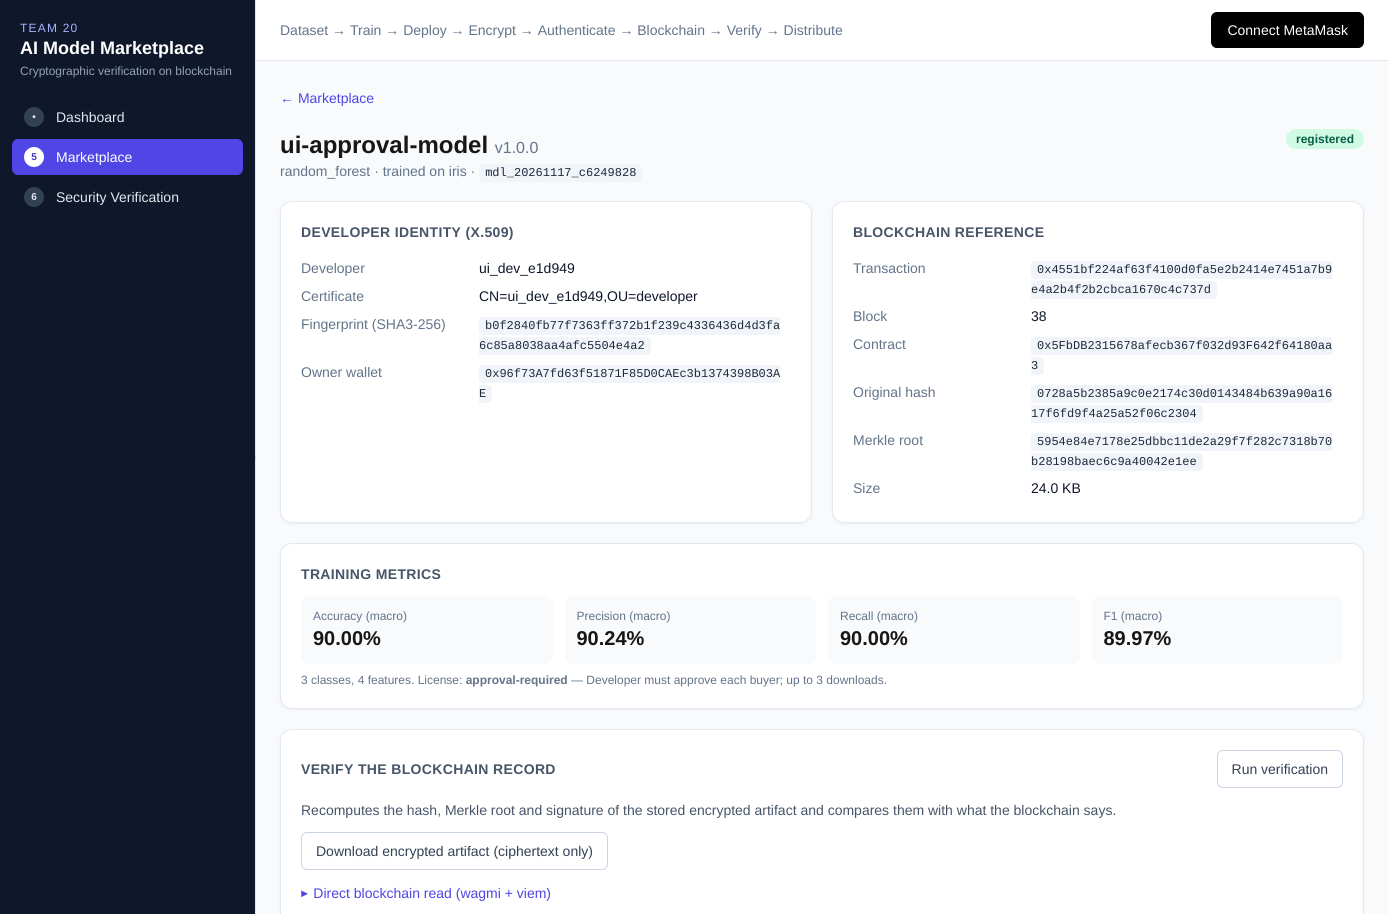 TEAM 20
AI Model Marketplace
Cryptographic verification on blockchain
• Dashboard
5 Marketplace
6 Security Verification
Dataset → Train → Deploy → Encrypt → Authenticate → Blockchain → Verify → Distribute
Connect MetaMask
← Marketplace
ui-approval-model v1.0.0
registered
random_forest · trained on iris · mdl_20261117_c6249828
DEVELOPER IDENTITY (X.509)
Developer ui_dev_e1d949
Certificate CN=ui_dev_e1d949,OU=developer
Fingerprint (SHA3-256) b0f2840fb77f7363ff372b1f239c4336436d4d3fa
6c85a8038aa4afc5504e4a2
Owner wallet 0x96f73A7fd63f51871F85D0CAEc3b1374398B03A
E
BLOCKCHAIN REFERENCE
Transaction 0x4551bf224af63f4100d0fa5e2b2414e7451a7b9
e4a2b4f2b2cbca1670c4c737d
Block 38
Contract 0x5FbDB2315678afecb367f032d93F642f64180aa
3
Original hash 0728a5b2385a9c0e2174c30d0143484b639a90a16
17f6fd9f4a25a52f06c2304
Merkle root 5954e84e7178e25dbbc11de2a29f7f282c7318b70
b28198baec6c9a40042e1ee
Size 24.0 KB
TRAINING METRICS
Accuracy (macro)
90.00%
Precision (macro)
90.24%
Recall (macro)
90.00%
F1 (macro)
89.97%
3 classes, 4 features. License: approval-required — Developer must approve each buyer; up to 3 downloads.
VERIFY THE BLOCKCHAIN RECORD
Run verification
Recomputes the hash, Merkle root and signature of the stored encrypted artifact and compares them with what the blockchain says.
Download encrypted artifact (ciphertext only)
▸ Direct blockchain read (wagmi + viem)